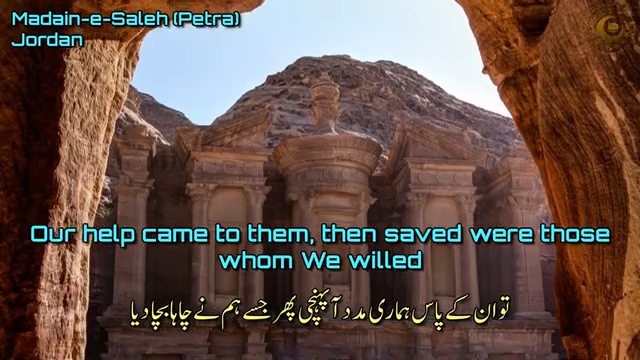 Madain-e-Saleh (Petra)
Jordan
Our help came to them, then saved were those
whom We willed
تو ان کے پاس ہماری مدد آ پہنچی پھر جسے ہم نے چاہا بچا دیا